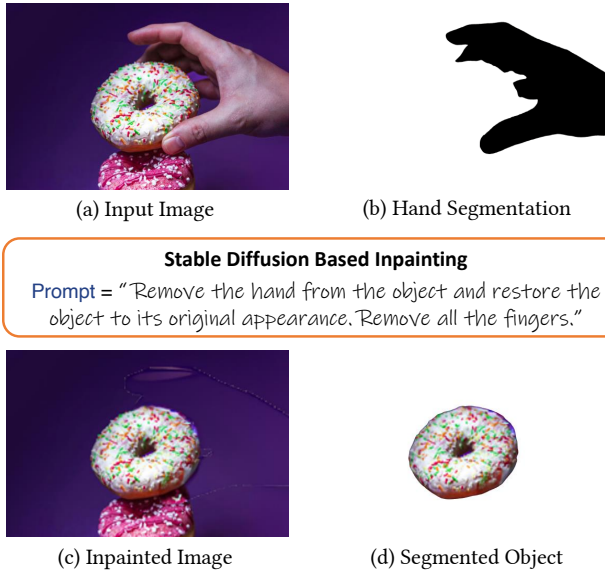 (a) Input Image
(b) Hand Segmentation
Stable Diffusion Based Inpainting
Prompt = “Remove the hand from the object and restore the
object to its original appearance. Remove all the fingers.”
(c) Inpainted Image
(d) Segmented Object